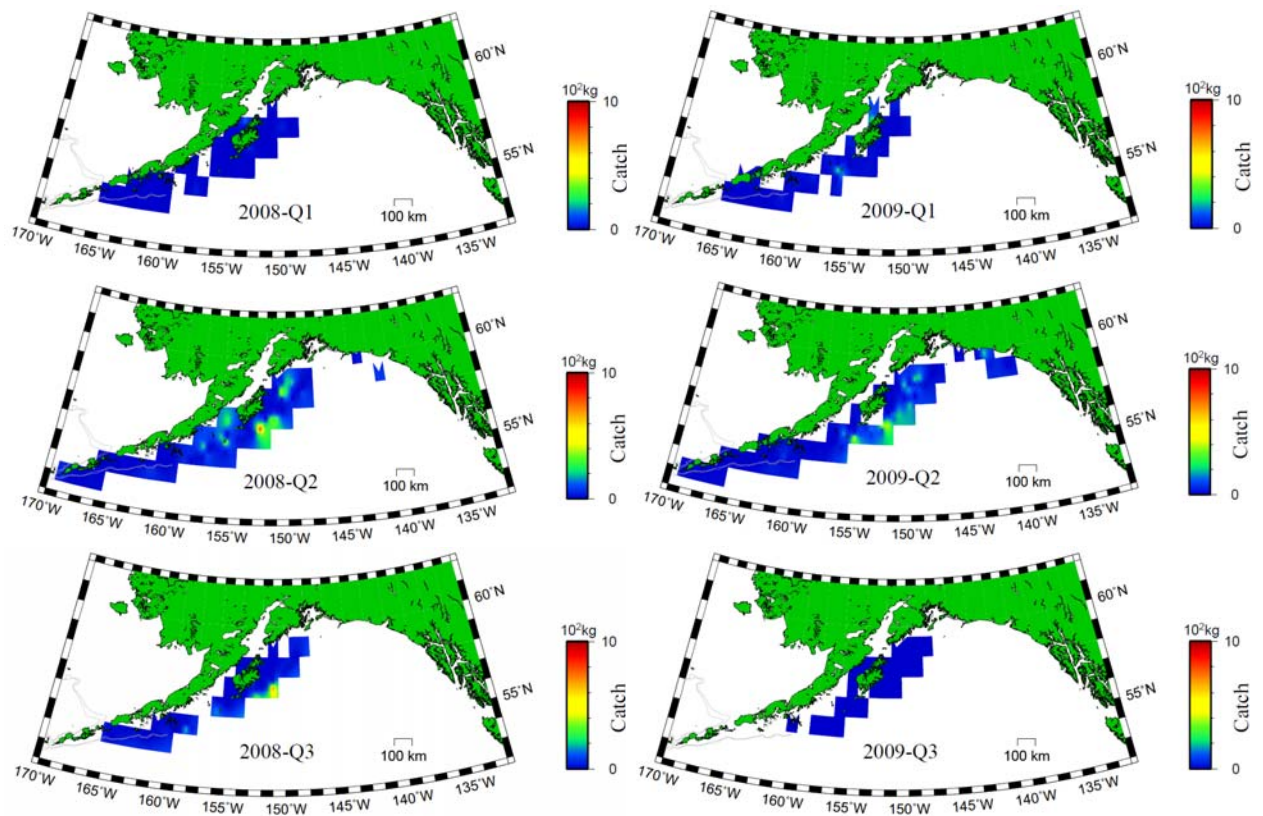 10²kg
10
Catch
0
60°N
55°N
2008-Q1
100 km
170°W
165°W
160°W
155°W
150°W
145°W
140°W
135°W
10²kg
10
Catch
0
60°N
55°N
2009-Q1
100 km
170°W
165°W
160°W
155°W
150°W
145°W
140°W
135°W
10²kg
10
Catch
0
60°N
55°N
2008-Q2
100 km
170°W
165°W
160°W
155°W
150°W
145°W
140°W
135°W
10²kg
10
Catch
0
60°N
55°N
2009-Q2
100 km
170°W
165°W
160°W
155°W
150°W
145°W
140°W
135°W
10²kg
10
Catch
0
60°N
55°N
2008-Q3
100 km
170°W
165°W
160°W
155°W
150°W
145°W
140°W
135°W
10²kg
10
Catch
0
60°N
55°N
2009-Q3
100 km
170°W
165°W
160°W
155°W
150°W
145°W
140°W
135°W